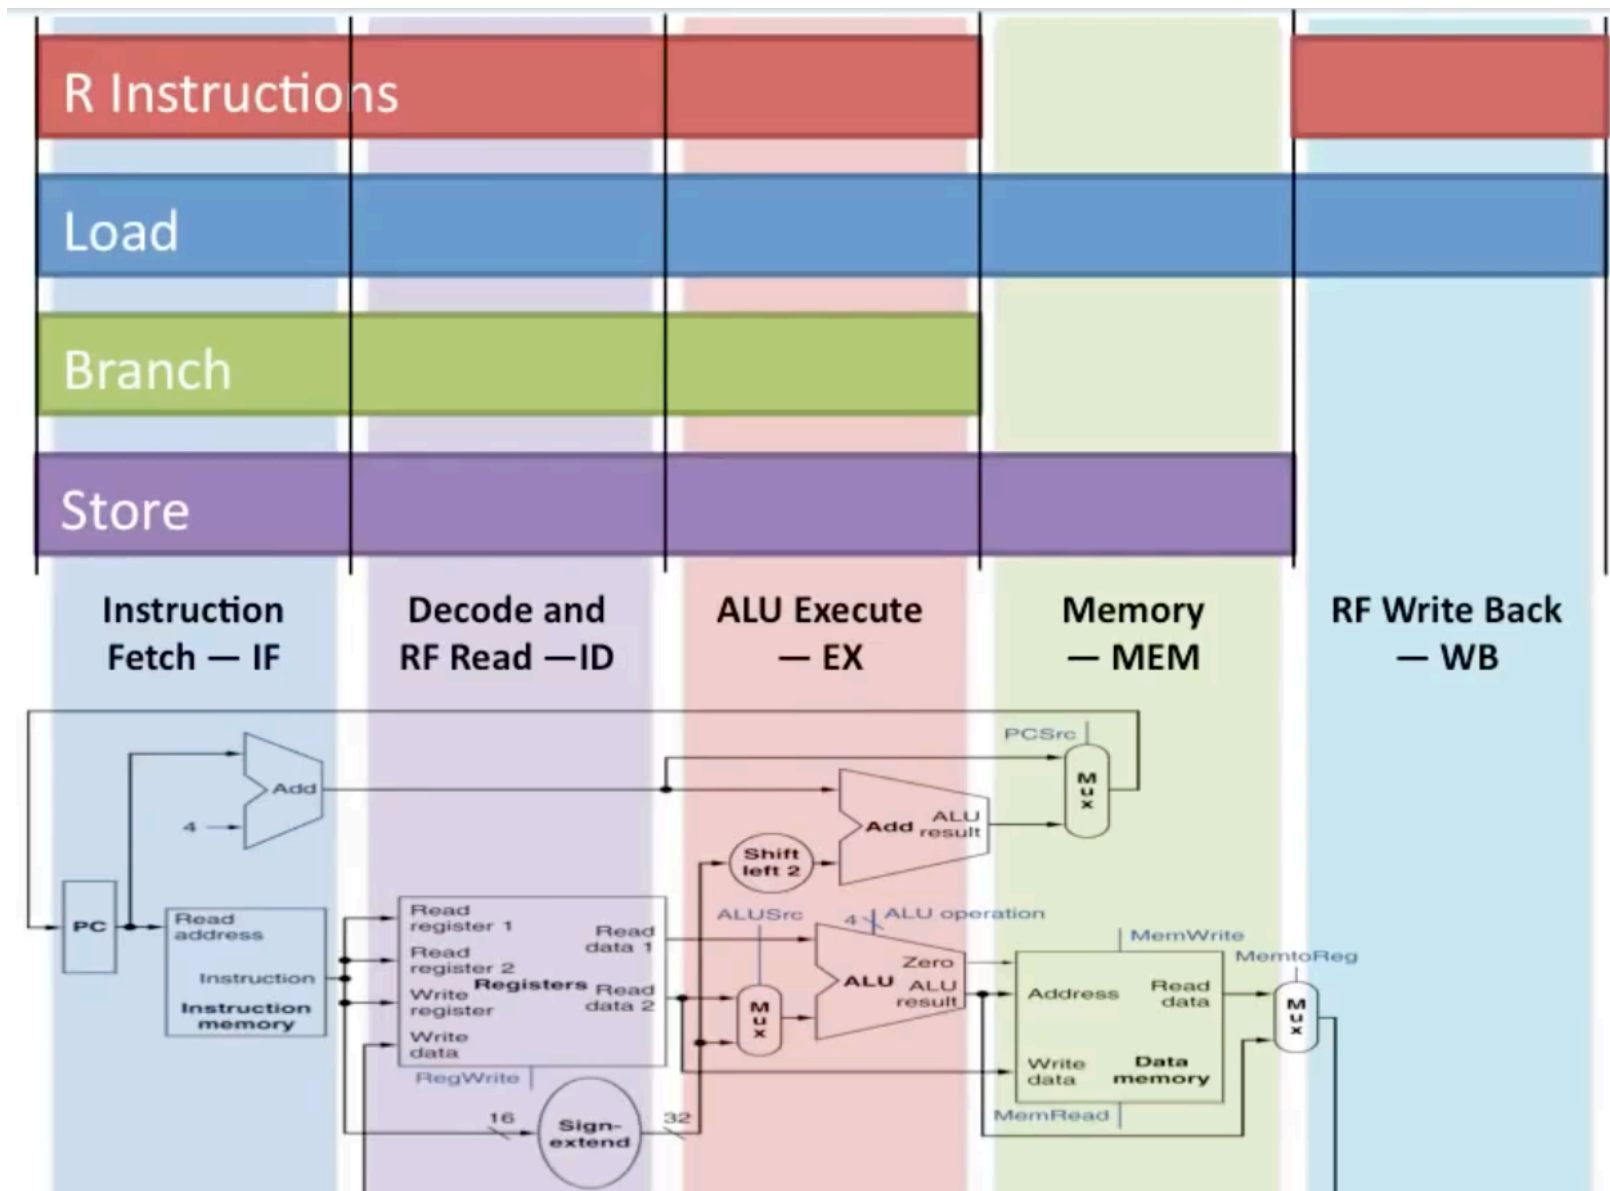 R Instructions
Load
Branch
Store
Instruction
Fetch — IF
Decode and
RF Read —ID
ALU Execute
— EX
Memory
— MEM
RF Write Back
— WB
PCSrc
Mux
Add
4
Add
ALU
result
Shift
left 2
PC
Read
address
Instruction
Instruction
memory
Read
register 1
Read
register 2
Write
register
Write
data
Registers
Read
data 1
Read
data 2
RegWrite
16
Sign-
extend
32
ALUSrc
Mux
4
ALU operation
Zero
ALU
ALU
result
MemWrite
Address
Read
data
Write
data
Data
memory
MemRead
MemtoReg
Mux